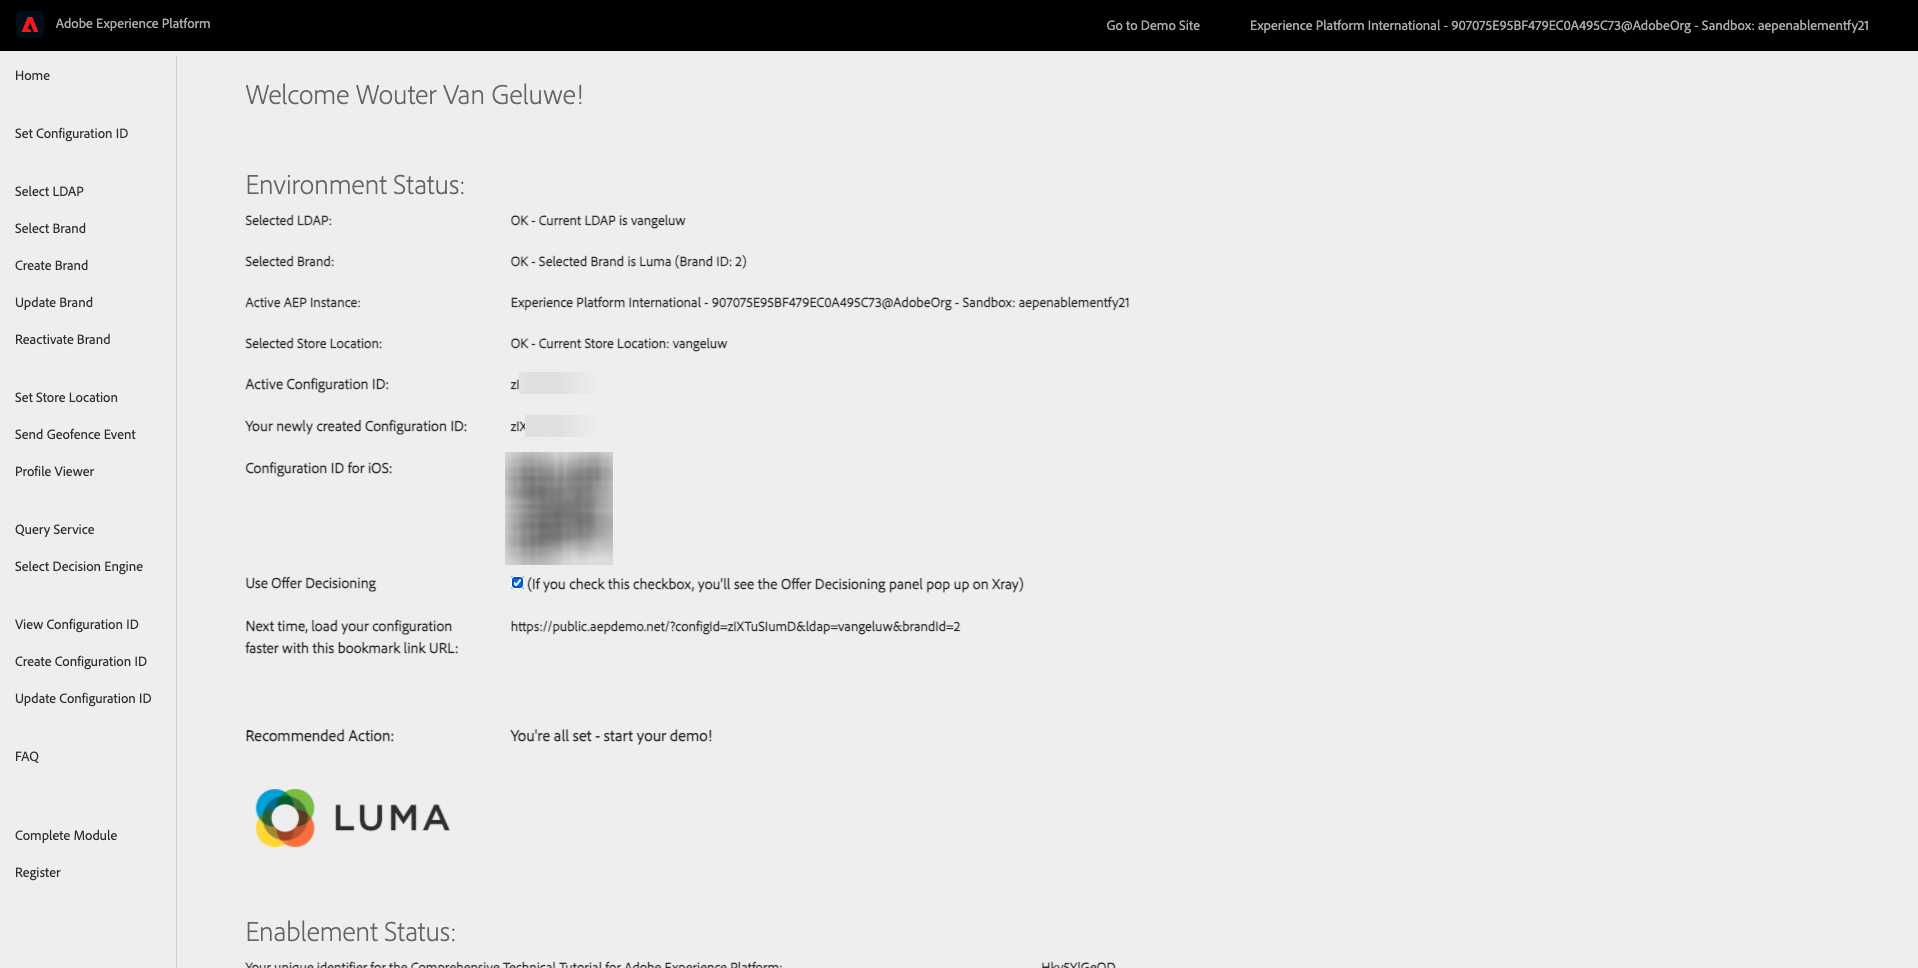 Adobe Experience Platform
Go to Demo Site
Experience Platform International - 907075E95BF479EC0A495C73@AdobeOrg - Sandbox: aepenablementfy21
Home
Set Configuration ID
Select LDAP
Select Brand
Create Brand
Update Brand
Reactivate Brand
Set Store Location
Send Geofence Event
Profile Viewer
Query Service
Select Decision Engine
View Configuration ID
Create Configuration ID
Update Configuration ID
FAQ
Complete Module
Register
Welcome Wouter Van Geluwe!
Environment Status:
Selected LDAP: OK - Current LDAP is vangeluw
Selected Brand: OK - Selected Brand is Luma (Brand ID: 2)
Active AEP Instance: Experience Platform International - 907075E95BF479EC0A495C73@AdobeOrg - Sandbox: aepenablementfy21
Selected Store Location: OK - Current Store Location: vangeluw
Active Configuration ID:
Your newly created Configuration ID: zIX
Configuration ID for iOS:
Use Offer Decisioning (If you check this checkbox, you'll see the Offer Decisioning panel pop up on Xray)
Next time, load your configuration
faster with this bookmark link URL:
https://public.aepdemo.net/?configId=zIXTuSIumD&ldap=vangeluw&brandId=2
Recommended Action: You're all set - start your demo!
LUMA
Enablement Status:
Your unique identifier for the Comprehensive Technical Tutorial for Adobe Experience Platform: